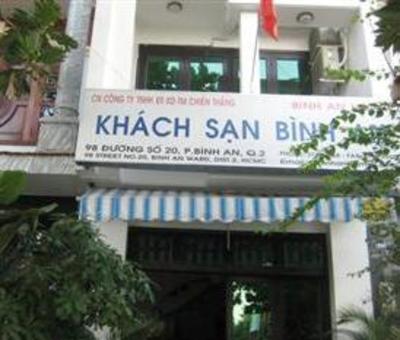 CN CÔNG TY TNHH ĐT XD-TM CHIẾN THẮNG
BINH AN
KHÁCH SẠN BÌNH
98 ĐƯỜNG SỐ 20, P.BÌNH AN, Q.2
98 STREET NO.20, BINH AN WARD, DIST 2, HCMC